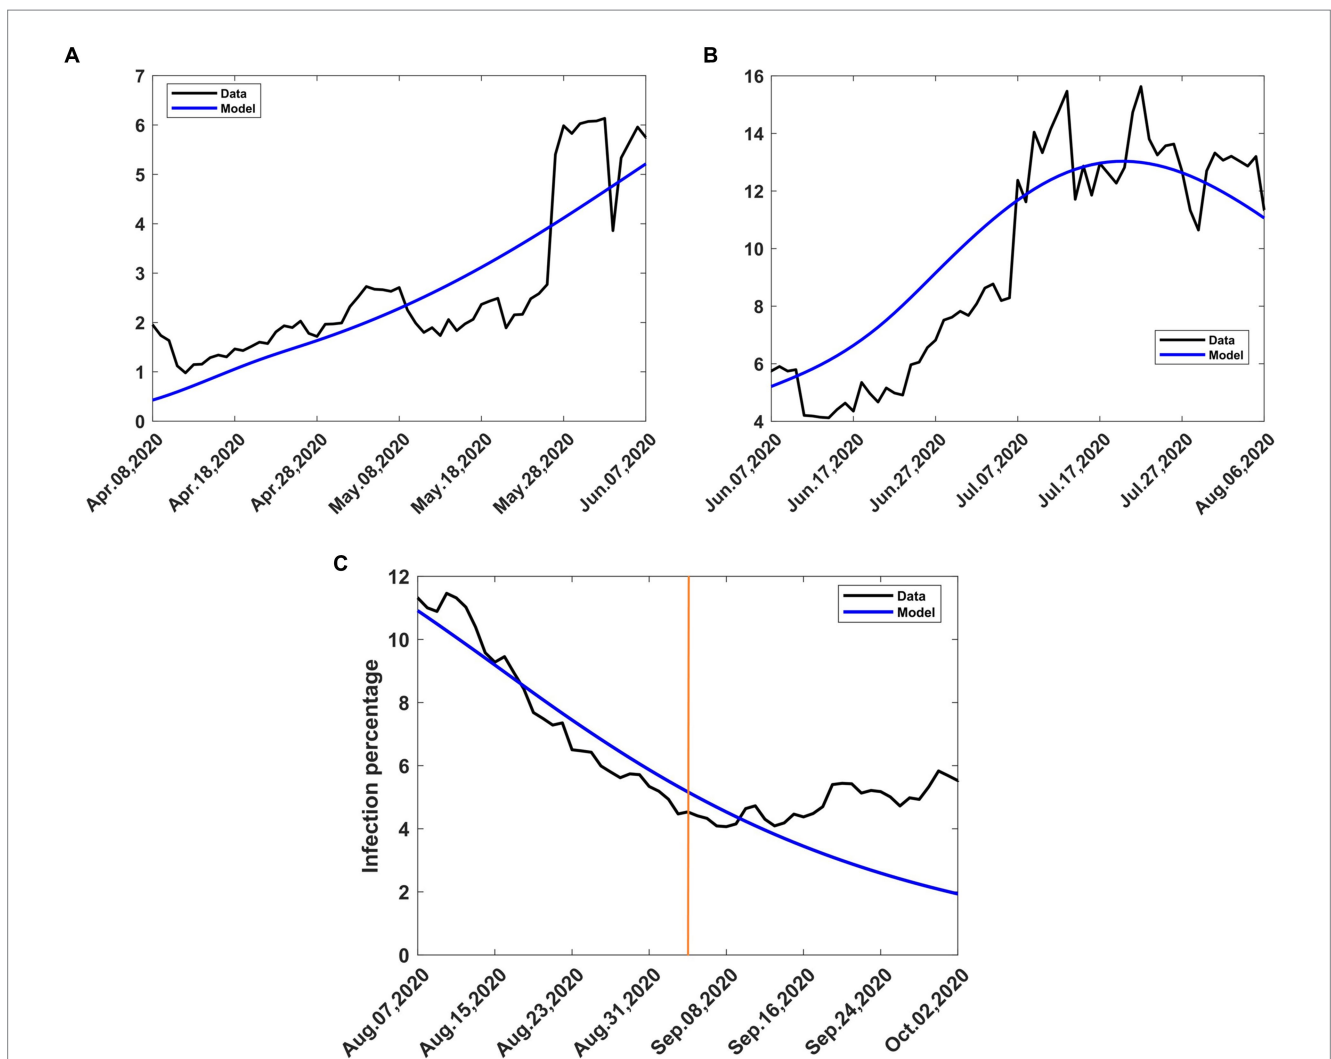 A
7
6
5
4
3
2
1
0
Data
Model
Apr.08,2020
Apr.18,2020
Apr.28,2020
May.08,2020
May.18,2020
May.28,2020
Jun.07,2020
B
16
14
12
10
8
6
4
Data
Model
Jun.07,2020
Jun.17,2020
Jun.27,2020
Jul.07,2020
Jul.17,2020
Jul.27,2020
Aug.06,2020
C
Infection percentage
12
10
8
6
4
2
0
Data
Model
Aug.07,2020
Aug.15,2020
Aug.23,2020
Aug.31,2020
Sep.08,2020
Sep.16,2020
Sep.24,2020
Oct.02,2020